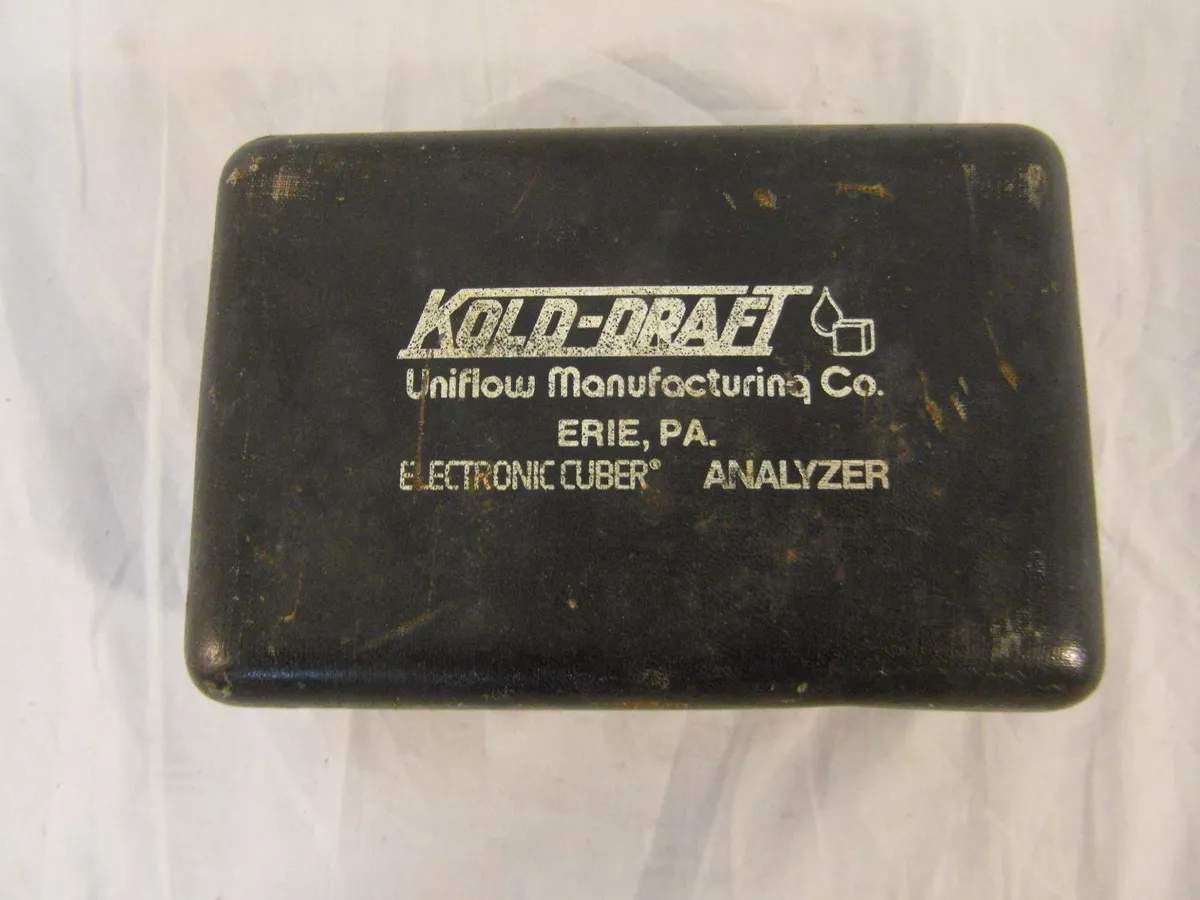 KOLD-DRAFT
Uniflow Manufacturing Co.
ERIE, PA.
ELECTRONIC CUBER® ANALYZER